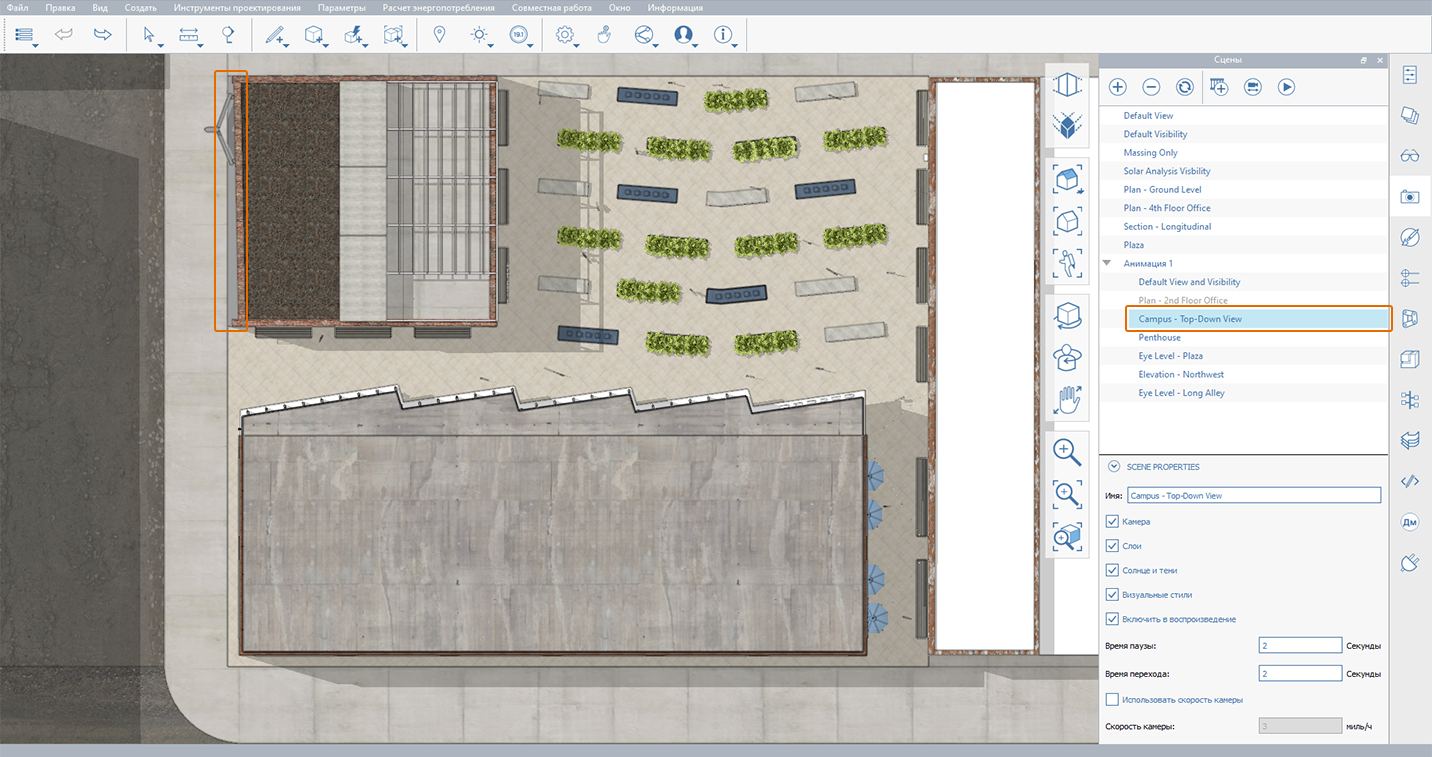 Файл Правка Вид Создать Инструменты проектирования Параметры Расчет энергопотребления Совместная работа Окно Информация
19.1
Сцены
Default View
Default Visibility
Massing Only
Solar Analysis Visbility
Plan - Ground Level
Plan - 4th Floor Office
Section - Longitudinal
Plaza
Анимация 1
Default View and Visibility
Plan - 2nd Floor Office
Campus - Top-Down View
Penthouse
Eye Level - Plaza
Elevation - Northwest
Eye Level - Long Alley
SCENE PROPERTIES
Имя: Campus - Top-Down View
Камера
Слои
Солнце и тени
Визуальные стили
Включить в воспроизведение
Время паузы: 2 Секунды
Время перехода: 2 Секунды
Использовать скорость камеры
Скорость камеры: 3 миль/ч
Дм